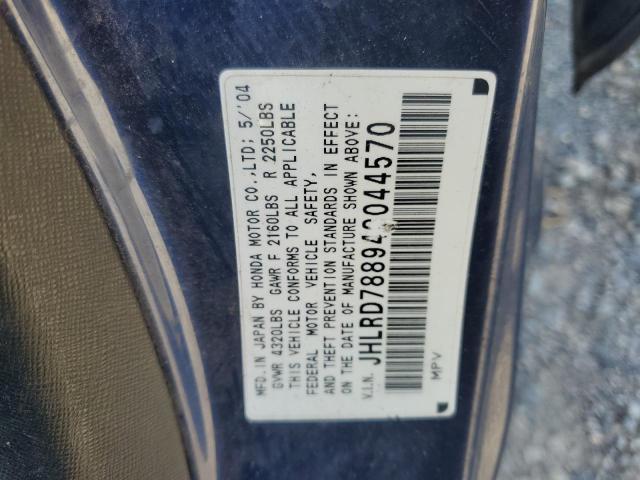 MFD.IN JAPAN BY HONDA MOTOR CO.,LTD; 5/'04
GVWR 4320LBS GAWR F 2160LBS R 2250LBS
THIS VEHICLE CONFORMS TO ALL APPLICABLE
FEDERAL MOTOR VEHICLE SAFETY,
AND THEFT PREVENTION STANDARDS IN EFFECT
ON THE DATE OF MANUFACTURE SHOWN ABOVE:
V.I.N. JHLRD78894C044570
MPV